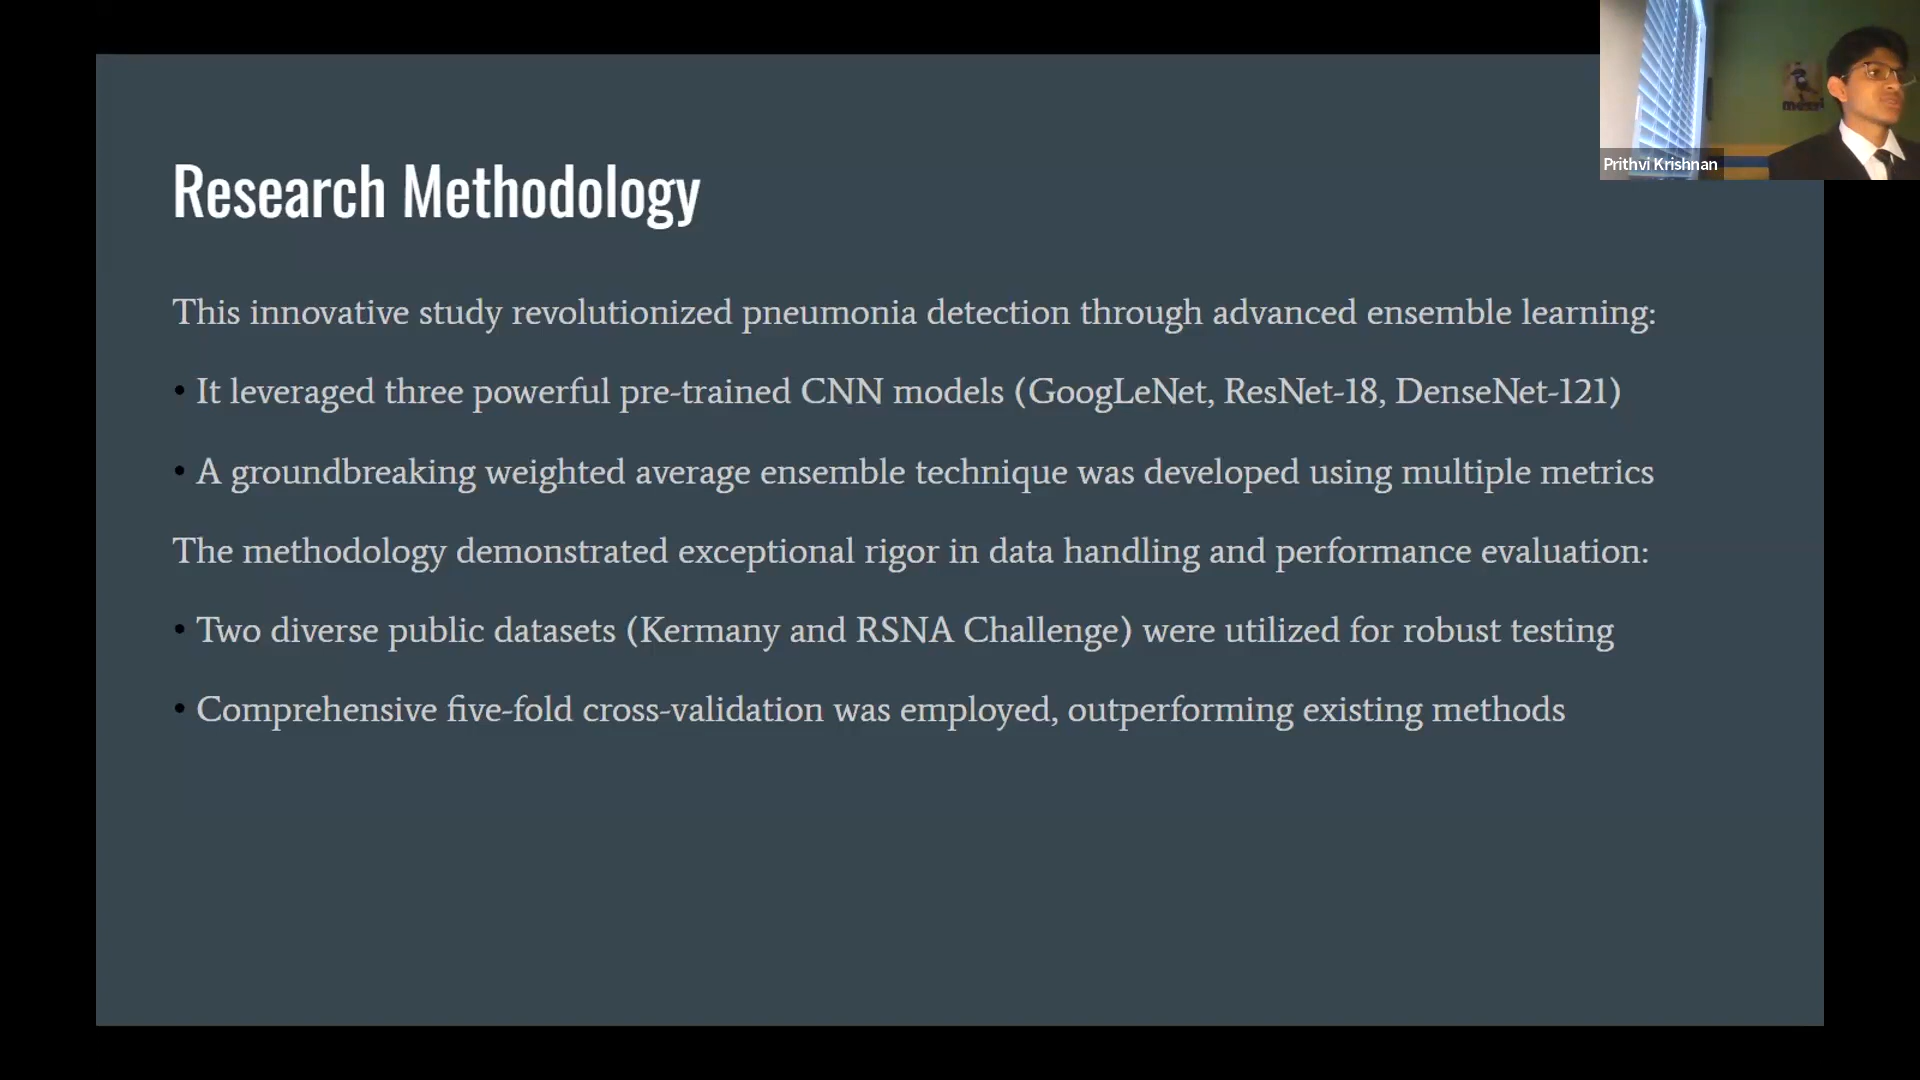 Research Methodology
This innovative study revolutionized pneumonia detection through advanced ensemble learning:
• It leveraged three powerful pre-trained CNN models (GoogLeNet, ResNet-18, DenseNet-121)
• A groundbreaking weighted average ensemble technique was developed using multiple metrics
The methodology demonstrated exceptional rigor in data handling and performance evaluation:
• Two diverse public datasets (Kermany and RSNA Challenge) were utilized for robust testing
• Comprehensive five-fold cross-validation was employed, outperforming existing methods
messi
Prithvi Krishnan